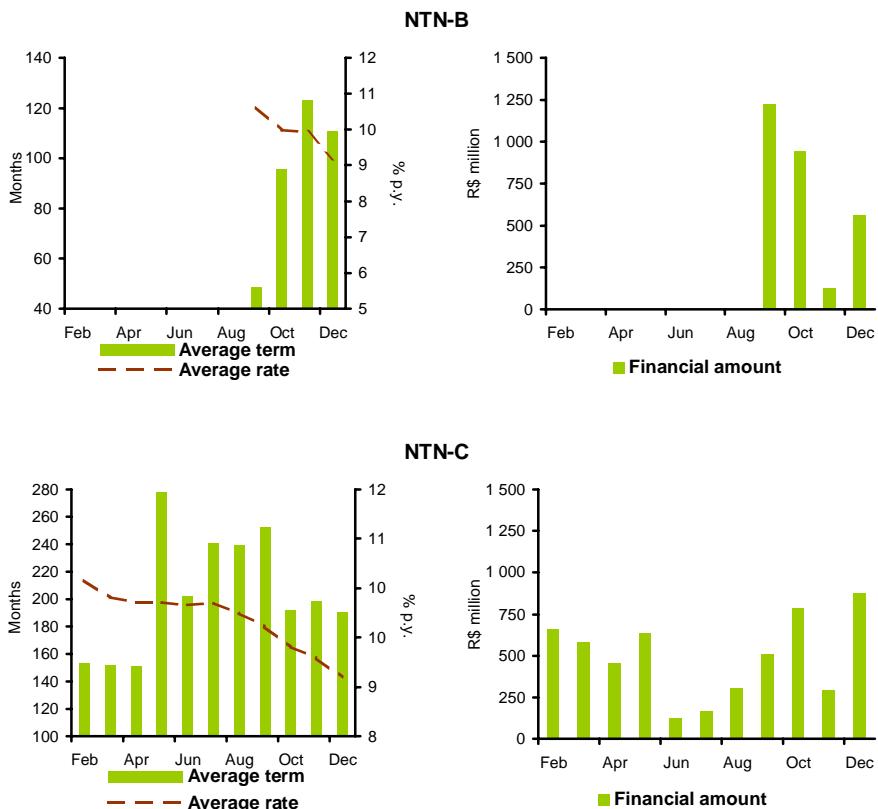 NTN-B
140
120
100
80
60
40
Months
12
11
10
9
8
7
6
5
% p.y.
Feb Apr Jun Aug Oct Dec
Average term
Average rate
1 500
1 250
1 000
750
500
250
0
R$ million
Feb Apr Jun Aug Oct Dec
Financial amount
NTN-C
280
260
240
220
200
180
160
140
120
100
Months
12
11
10
10
9
8
% p.y.
Feb Apr Jun Aug Oct Dec
Average term
Average rate
1 500
1 250
1 000
750
500
250
0
R$ million
Feb Apr Jun Aug Oct Dec
Financial amount